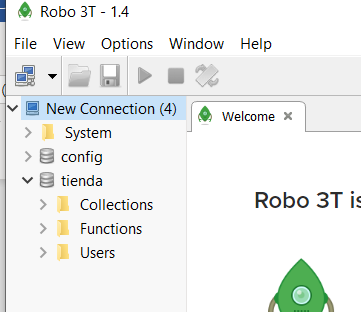 Robo 3T - 1.4
File View Options Window Help
New Connection (4)
Welcome
System
config
tienda
Collections
Functions
Users
Robo 3T is